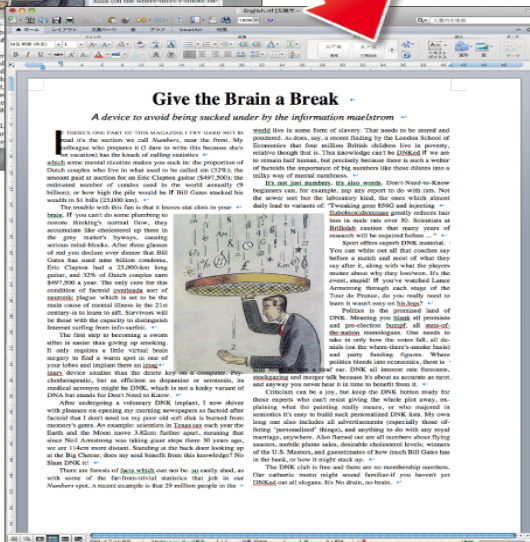 English.rtf [互換モ
Give the Brain a Break
A device to avoid being sucked under by the information maelstrom
IF THERE'S ONE PART OF THIS MAGAZINE I TRY HARD NOT TO
read it's the section we call Numbers, near the front. My
colleague who prepares it (I dare to write this because she's
on vacation) has the knack of culling statistics
which some mental nicotine makes you suck in: the proportion of
Dutch couples who live in what used to be called sin (32%); the
amount paid at auction for an Eric Clapton guitar ($497,500); the
estimated number of condoms used in the world annually (9
billion); or how high the pile would be if Bill Gates stacked his
wealth in $1 bills (25,000 km).
The trouble with this fun is that it leaves stat clots in your
brain. If you can't do some plumbing to
restore thinking's normal flow, they
accumulate like cholesterol up there in
the grey matter's byways, causing
serious mind-blocks. After three glasses
of red you declare over dinner that Bill
Gates has used nine billion condoms,
Eric Clapton had a 25,000-km long
guitar, and 32% of Dutch couples earn
$497,500 a year. The only cure for this
condition of factoid overloads sort of
neuronic plague which is set to be the
main cause of mental illness in the 21st
century-is to learn to sift. Survivors will
be those with the capacity to distinguish
Internet surfing from info-surfeit.
The first step to becoming a sworn
sifter is easier than giving up smoking.
It only requires a little virtual brain
surgery to find a warm spot in one of
your lobes and implant there an imag
inary device smaller than the delete key on a computer. Psy-
chotherapeutic, but as efficient as dopamine or serotonin, its
medical acronym might be DNK, which is not a kinky variant of
DNA but stands for Don't Need to Know.
After undergoing a voluntary DNK implant, I now shiver
with pleasure on opening my morning newspapers as factoid after
factoid that I don't need on my poor old soft disk is burned from
memory's gates. An example: scientists in Texas say each year the
Earth and the Moon move 3.82cm further apart, meaning that
since Neil Armstrong was taking giant steps there 30 years ago,
we are 114cm more distant. Standing at the back door looking up
at the Big Cheese, does my soul benefit from this knowledge? No
Slam DNK it!
There are forests of facts which can not be, so easily shed, as
with some of the far-from-trivial statistics that jolt in our
Numbers spot. A recent example is that 29 million people in the
world live in some form of slavery. That needs to be stored and
pondered. As does, say, a recent finding by the London School of
Economics that four million British children live in poverty,
relative though that is. This knowledge can't be DNKed if we are
to remain half human, but precisely because there is such a welter
of factoids the importance of big numbers like these dilutes into a
milky way of mental numbness.
It's not just numbers, it's also words. Don't-Need-to-Know
beginners can, for example, zap any report to do with rats. Not
the sewer sort but the laboratory kind, the ones which almost
daily lead to variants of: "Tweaking gene 85GO and injecting
flabobioxidimone greatly reduces hair
loss in male rats over 50. Scientists at
Brillolab caution that many years of
research will be required before ... "
Sport offers superb DNK material.
You can white out all that coaches say
before a match and most of what they
say after it, along with what the players
mutter about why they lost/won. It's the
event, stupid! If you've watched Lance
Armstrong through each stage of the
Tour de France, do you really need to
learn it wasn't easy on his legs?
Politics is the promised land of
DNK. Meaning you blank all promises
and pre-election bumpf, all state-of-
the-nation monologues. One needs to
take in only how the votes fall, all de-
nials (on the where-there's-smoke basis)
and party funding figures. Where
politics bleeds into economics, there is
a deaf ear. DNK all interest rate forecasts,
stockgazing and merger talk because it's about as accurate as tarot,
and anyway you never hear it in time to benefit from it.
Criticism can be a joy, but keep the DNK button ready for
those experts who can't resist giving the whole plot away, ex-
plaining what the painting really means, or who majored in
semiotics It's easy to build such personalized DNK lists. My own
long one also includes all advertisements (especially those of-
fering "personalized" things), and anything to do with any royal
marriage, anywhere. Also flamed out are all numbers about flying
saucers, mobile phone sales, desirable cholesterol levels; winners
of the U.S. Masters, and guesstimates of how much Bill Gates has
in the bank, or how it might stack up.
The DNK club is free and there are no membership numbers.
Our cathartic motto might sound familiar-if you haven't yet
DNKed out all slogans. It's No drain, no brain.